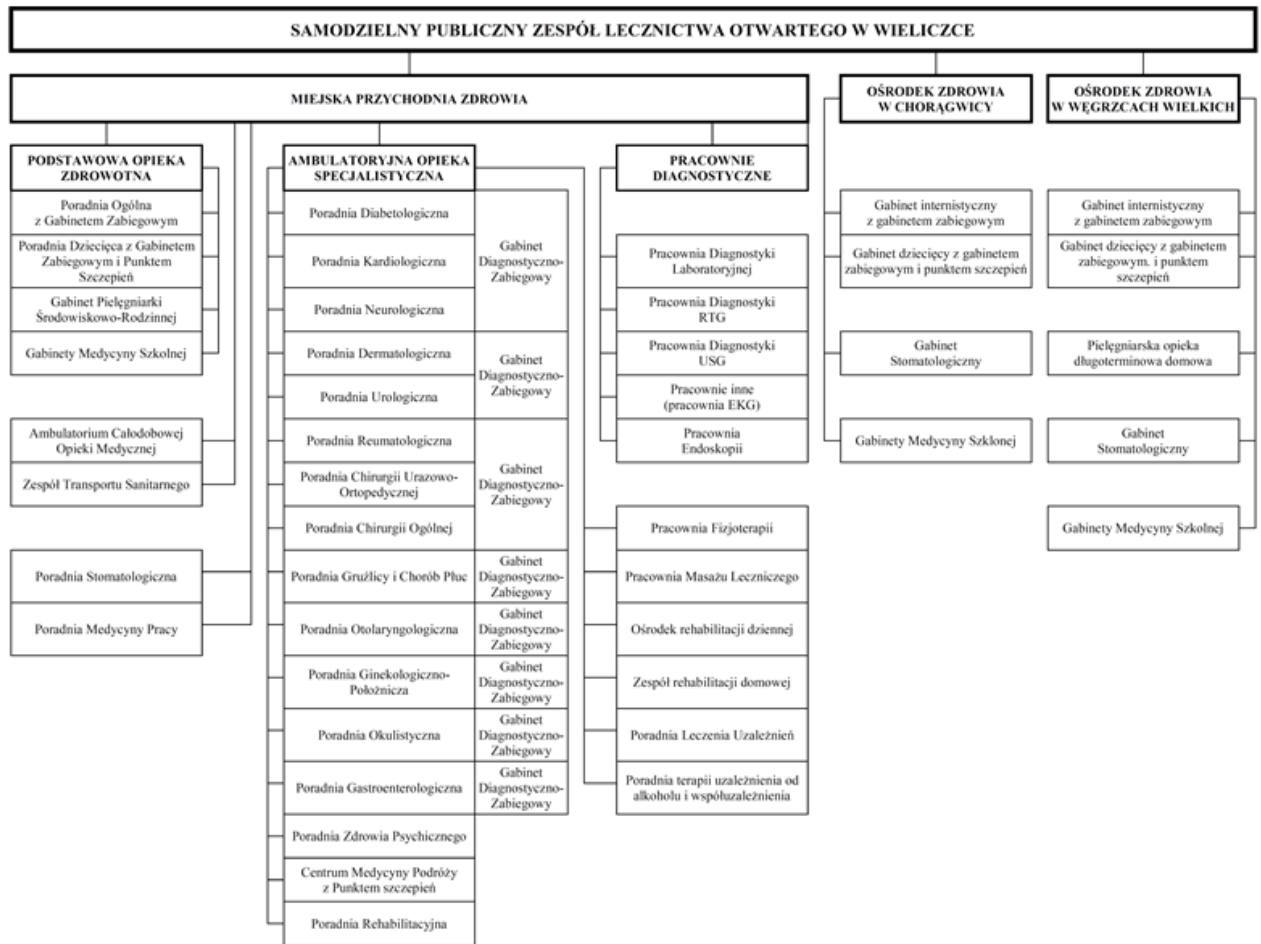 SAMODZIELNY PUBLICZNY ZESPÓŁ LECZNICTWA OTWARTEGO W WIELICZCE
MIEJSKA PRZYCHODNIA ZDROWIA
PODSTAWOWA OPIEKA
ZDROWOTNA
Poradnia Ogólna
z Gabinetem Zabiegowym
Poradnia Dziecięca z Gabinetem
Zabiegowym i Punktem
Szczepień
Gabinet Pielęgniarki
Środowiskowo-Rodzinnej
Gabinety Medycyny Szkolnej
Ambulatorium Całodobowej
Opieki Medycznej
Zespół Transportu Sanitarnego
Poradnia Stomatologiczna
Poradnia Medycyny Pracy
AMBULATORYJNA OPIEKA
SPECJALISTYCZNA
Poradnia Diabetologiczna
Poradnia Kardiologiczna
Poradnia Neurologiczna
Gabinet
Diagnostyczno-
Zabiegowy
Poradnia Dermatologiczna
Poradnia Urologiczna
Gabinet
Diagnostyczno-
Zabiegowy
Poradnia Reumatologiczna
Poradnia Chirurgii Urazowo-
Ortopedycznej
Poradnia Chirurgii Ogólnej
Gabinet
Diagnostyczno-
Zabiegowy
Poradnia Gruźlicy i Chorób Płuc
Gabinet
Diagnostyczno-
Zabiegowy
Poradnia Otolaryngologiczna
Gabinet
Diagnostyczno-
Zabiegowy
Poradnia Ginekologiczno-
Położnicza
Gabinet
Diagnostyczno-
Zabiegowy
Poradnia Okulistyczna
Gabinet
Diagnostyczno-
Zabiegowy
Poradnia Gastroenterologiczna
Gabinet
Diagnostyczno-
Zabiegowy
Poradnia Zdrowia Psychicznego
Centrum Medycyny Podróży
z Punktem szczepień
Poradnia Rehabilitacyjna
PRACOWNIE
DIAGNOSTYCZNE
Pracownia Diagnostyki
Laboratoryjnej
Pracownia Diagnostyki
RTG
Pracownia Diagnostyki
USG
Pracownie inne
(pracownia EKG)
Pracownia
Endoskopii
Pracownia Fizjoterapii
Pracownia Masażu Leczniczego
Ośrodek rehabilitacji dziennej
Zespół rehabilitacji domowej
Poradnia Leczenia Uzależnień
Poradnia terapii uzależnienia od
alkoholu i współuzależnienia
OŚRODEK ZDROWIA
W CHORĄGWICY
Gabinet internistyczny
z gabinetem zabiegowym
Gabinet dziecięcy z gabinetem
zabiegowym i punktem szczepień
Gabinet
Stomatologiczny
Gabinety Medycyny Szklonej
OŚRODEK ZDROWIA
W WĘGRZCACH WIELKICH
Gabinet internistyczny
z gabinetem zabiegowym
Gabinet dziecięcy z gabinetem
zabiegowym. i punktem
szczepień
Pielęgniarska opieka
długoterminowa domowa
Gabinet
Stomatologiczny
Gabinety Medycyny Szkolnej